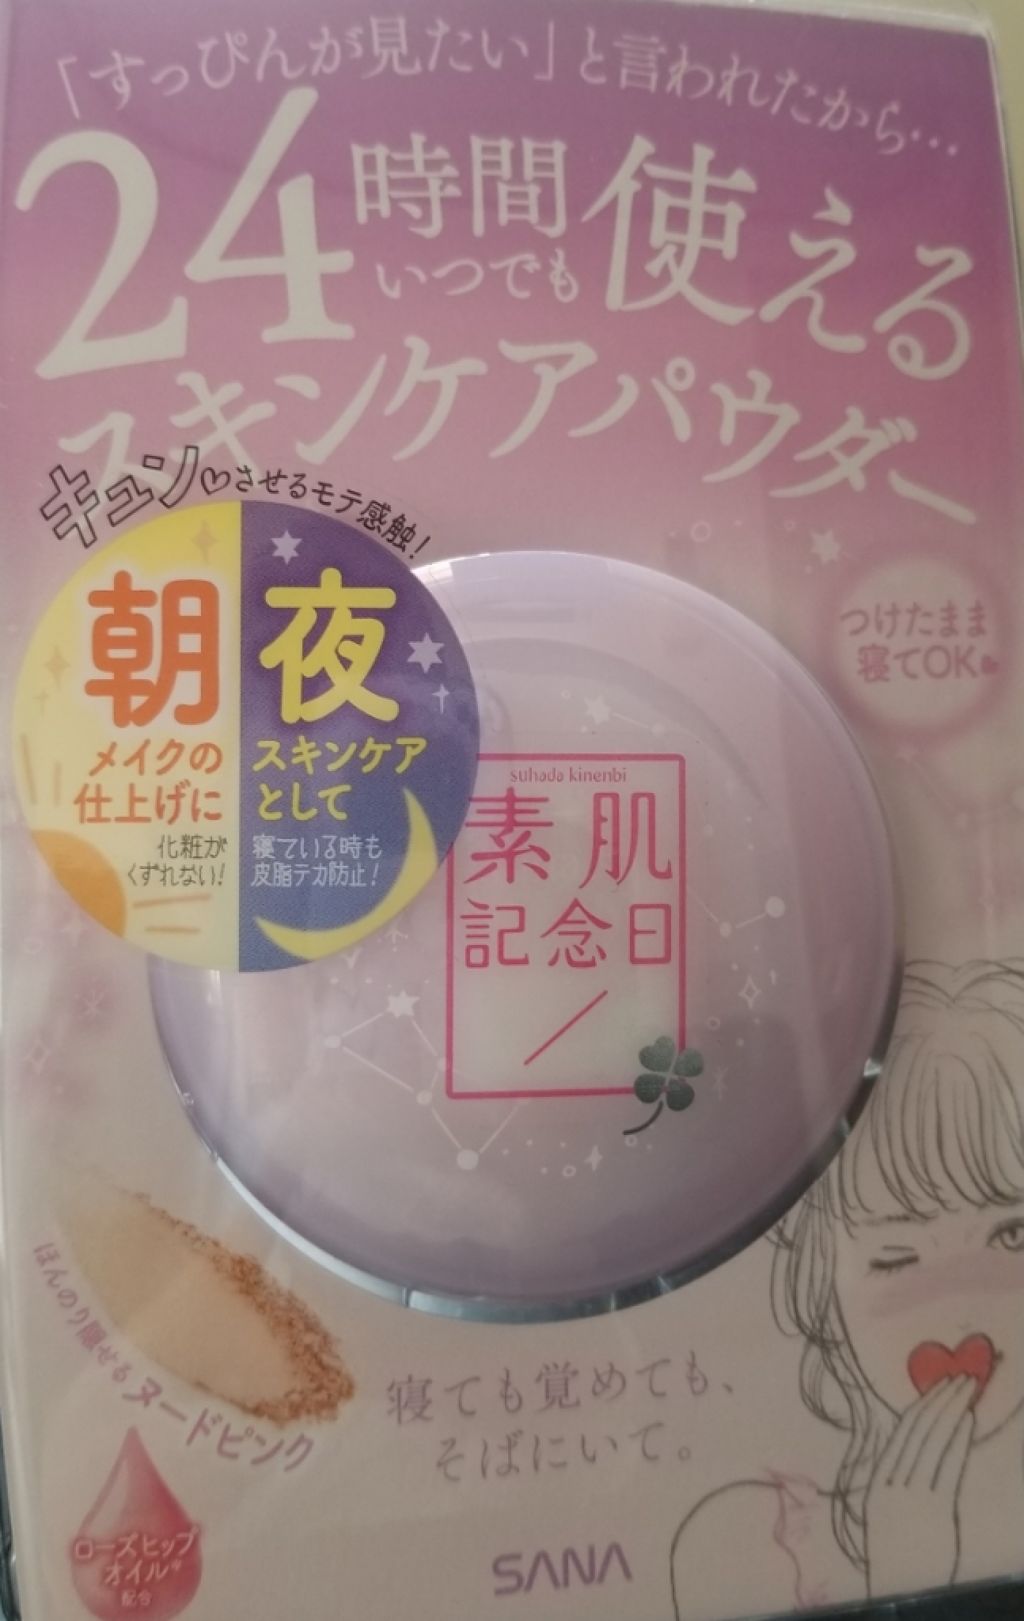 「すっぴんが見たい」と言われたから…
24時間いつでも使える
スキンケアパウダー
キュン♡させるモテ感触！
朝
メイクの
仕上げに
化粧が
くずれない！
夜
スキンケア
として
寝ている時も
皮脂テカ防止！
つけたまま
寝てOK♥
suhada kinenbi
素肌
記念日
ほんのり魅せるヌードピンク
寝ても覚めても、
そばにいて。
ローズヒップ
オイル*
配合
SANA